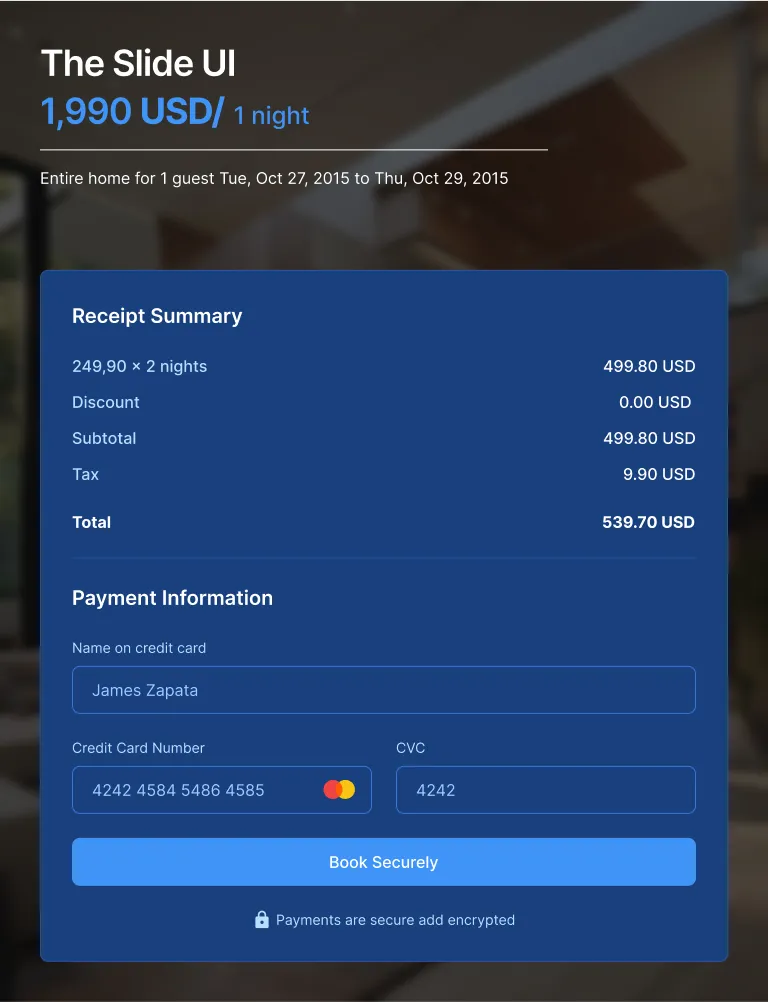 The Slide UI
1,990 USD/ 1 night
Entire home for 1 guest Tue, Oct 27, 2015 to Thu, Oct 29, 2015
Receipt Summary
249,90 × 2 nights 499.80 USD
Discount 0.00 USD
Subtotal 499.80 USD
Tax 9.90 USD
Total 539.70 USD
Payment Information
Name on credit card
James Zapata
Credit Card Number CVC
4242 4584 5486 4585 4242
Book Securely
Payments are secure add encrypted